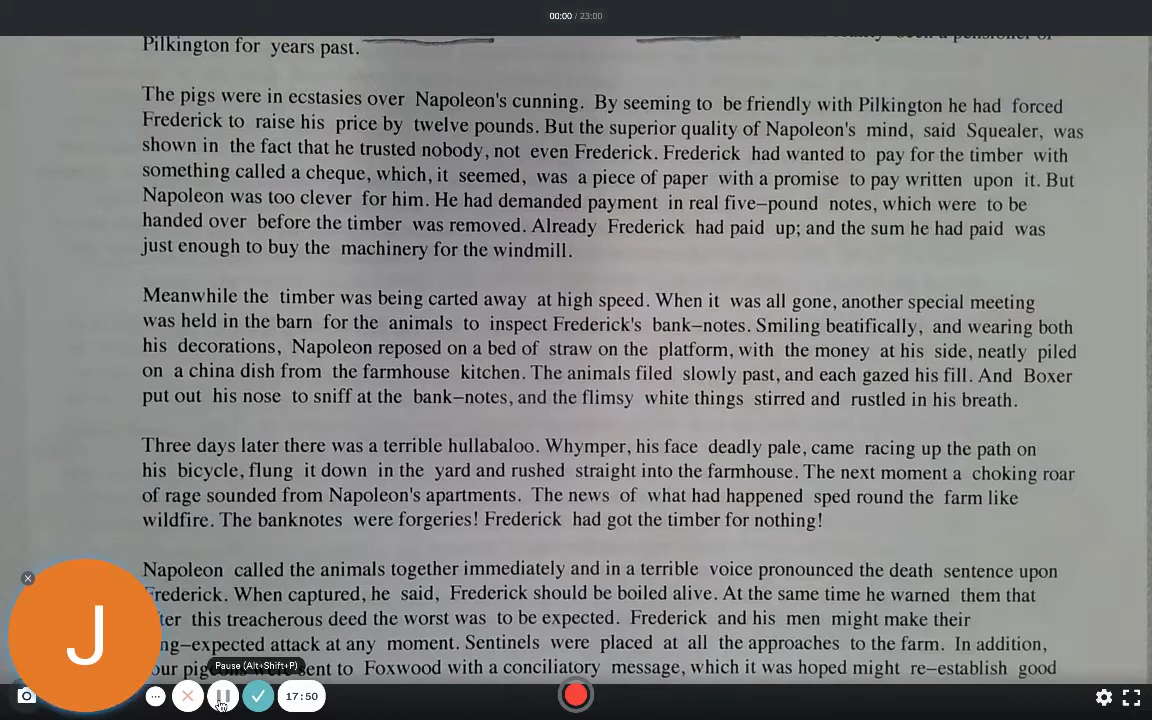 00:00 / 23:00
Pilkington for years past.
The pigs were in ecstasies over Napoleon's cunning. By seeming to be friendly with Pilkington he had forced
Frederick to raise his price by twelve pounds. But the superior quality of Napoleon's mind, said Squealer, was
shown in the fact that he trusted nobody, not even Frederick. Frederick had wanted to pay for the timber with
something called a cheque, which, it seemed, was a piece of paper with a promise to pay written upon it. But
Napoleon was too clever for him. He had demanded payment in real five–pound notes, which were to be
handed over before the timber was removed. Already Frederick had paid up; and the sum he had paid was
just enough to buy the machinery for the windmill.
Meanwhile the timber was being carted away at high speed. When it was all gone, another special meeting
was held in the barn for the animals to inspect Frederick's bank–notes. Smiling beatifically, and wearing both
his decorations, Napoleon reposed on a bed of straw on the platform, with the money at his side, neatly piled
on a china dish from the farmhouse kitchen. The animals filed slowly past, and each gazed his fill. And Boxer
put out his nose to sniff at the bank–notes, and the flimsy white things stirred and rustled in his breath.
Three days later there was a terrible hullabaloo. Whymper, his face deadly pale, came racing up the path on
his bicycle, flung it down in the yard and rushed straight into the farmhouse. The next moment a choking roar
of rage sounded from Napoleon's apartments. The news of what had happened sped round the farm like
wildfire. The banknotes were forgeries! Frederick had got the timber for nothing!
Napoleon called the animals together immediately and in a terrible voice pronounced the death sentence upon
Frederick. When captured, he said, Frederick should be boiled alive. At the same time he warned them that
this treacherous deed the worst was to be expected. Frederick and his men might make their
–expected attack at any moment. Sentinels were placed at all the approaches to the farm. In addition,
sent to Foxwood with a conciliatory message, which it was hoped might re–establish good
J
Pause (Alt+Shift+P)
17:50